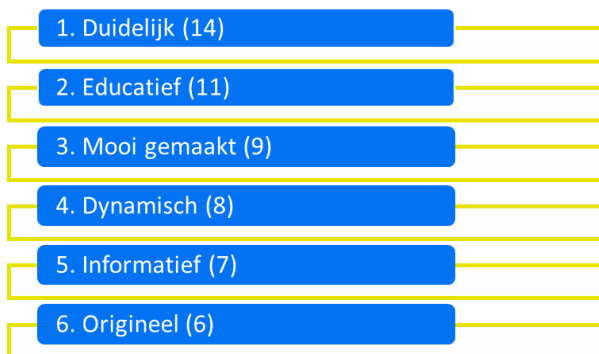 1. Duidelijk (14)
2. Educatief (11)
3. Mooi gemaakt (9)
4. Dynamisch (8)
5. Informatief (7)
6. Origineel (6)